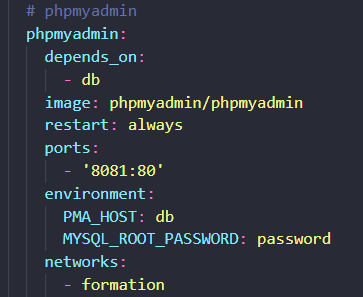 # phpmyadmin
phpmyadmin:
depends_on:
- db
image: phpmyadmin/phpmyadmin
restart: always
ports:
- '8081:80'
environment:
PMA_HOST: db
MYSQL_ROOT_PASSWORD: password
networks:
- formation